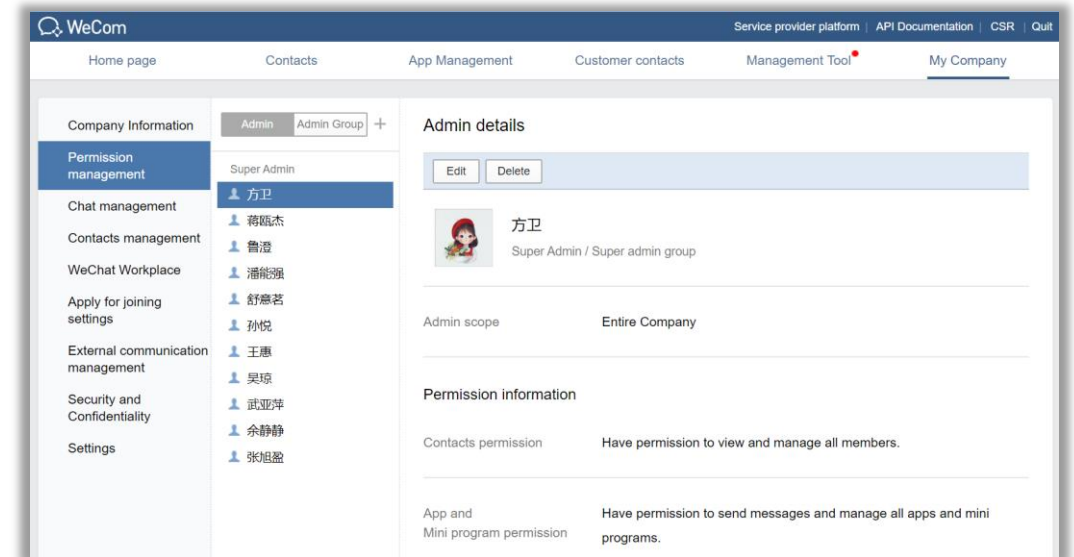 WeCom
Service provider platform | API Documentation | CSR | Quit
Home page
Contacts
App Management
Customer contacts
Management Tool
My Company
Company Information
Permission
management
Chat management
Contacts management
WeChat Workplace
Apply for joining
settings
External communication
management
Security and
Confidentiality
Settings
Admin
Admin Group
+
Super Admin
方卫
蒋瓯杰
鲁澄
潘能强
舒意茗
孙悦
王惠
吴琼
武亚萍
余静静
张旭盈
Admin details
Edit
Delete
方卫
Super Admin / Super admin group
Admin scope
Entire Company
Permission information
Contacts permission
Have permission to view and manage all members.
App and
Mini program permission
Have permission to send messages and manage all apps and mini
programs.